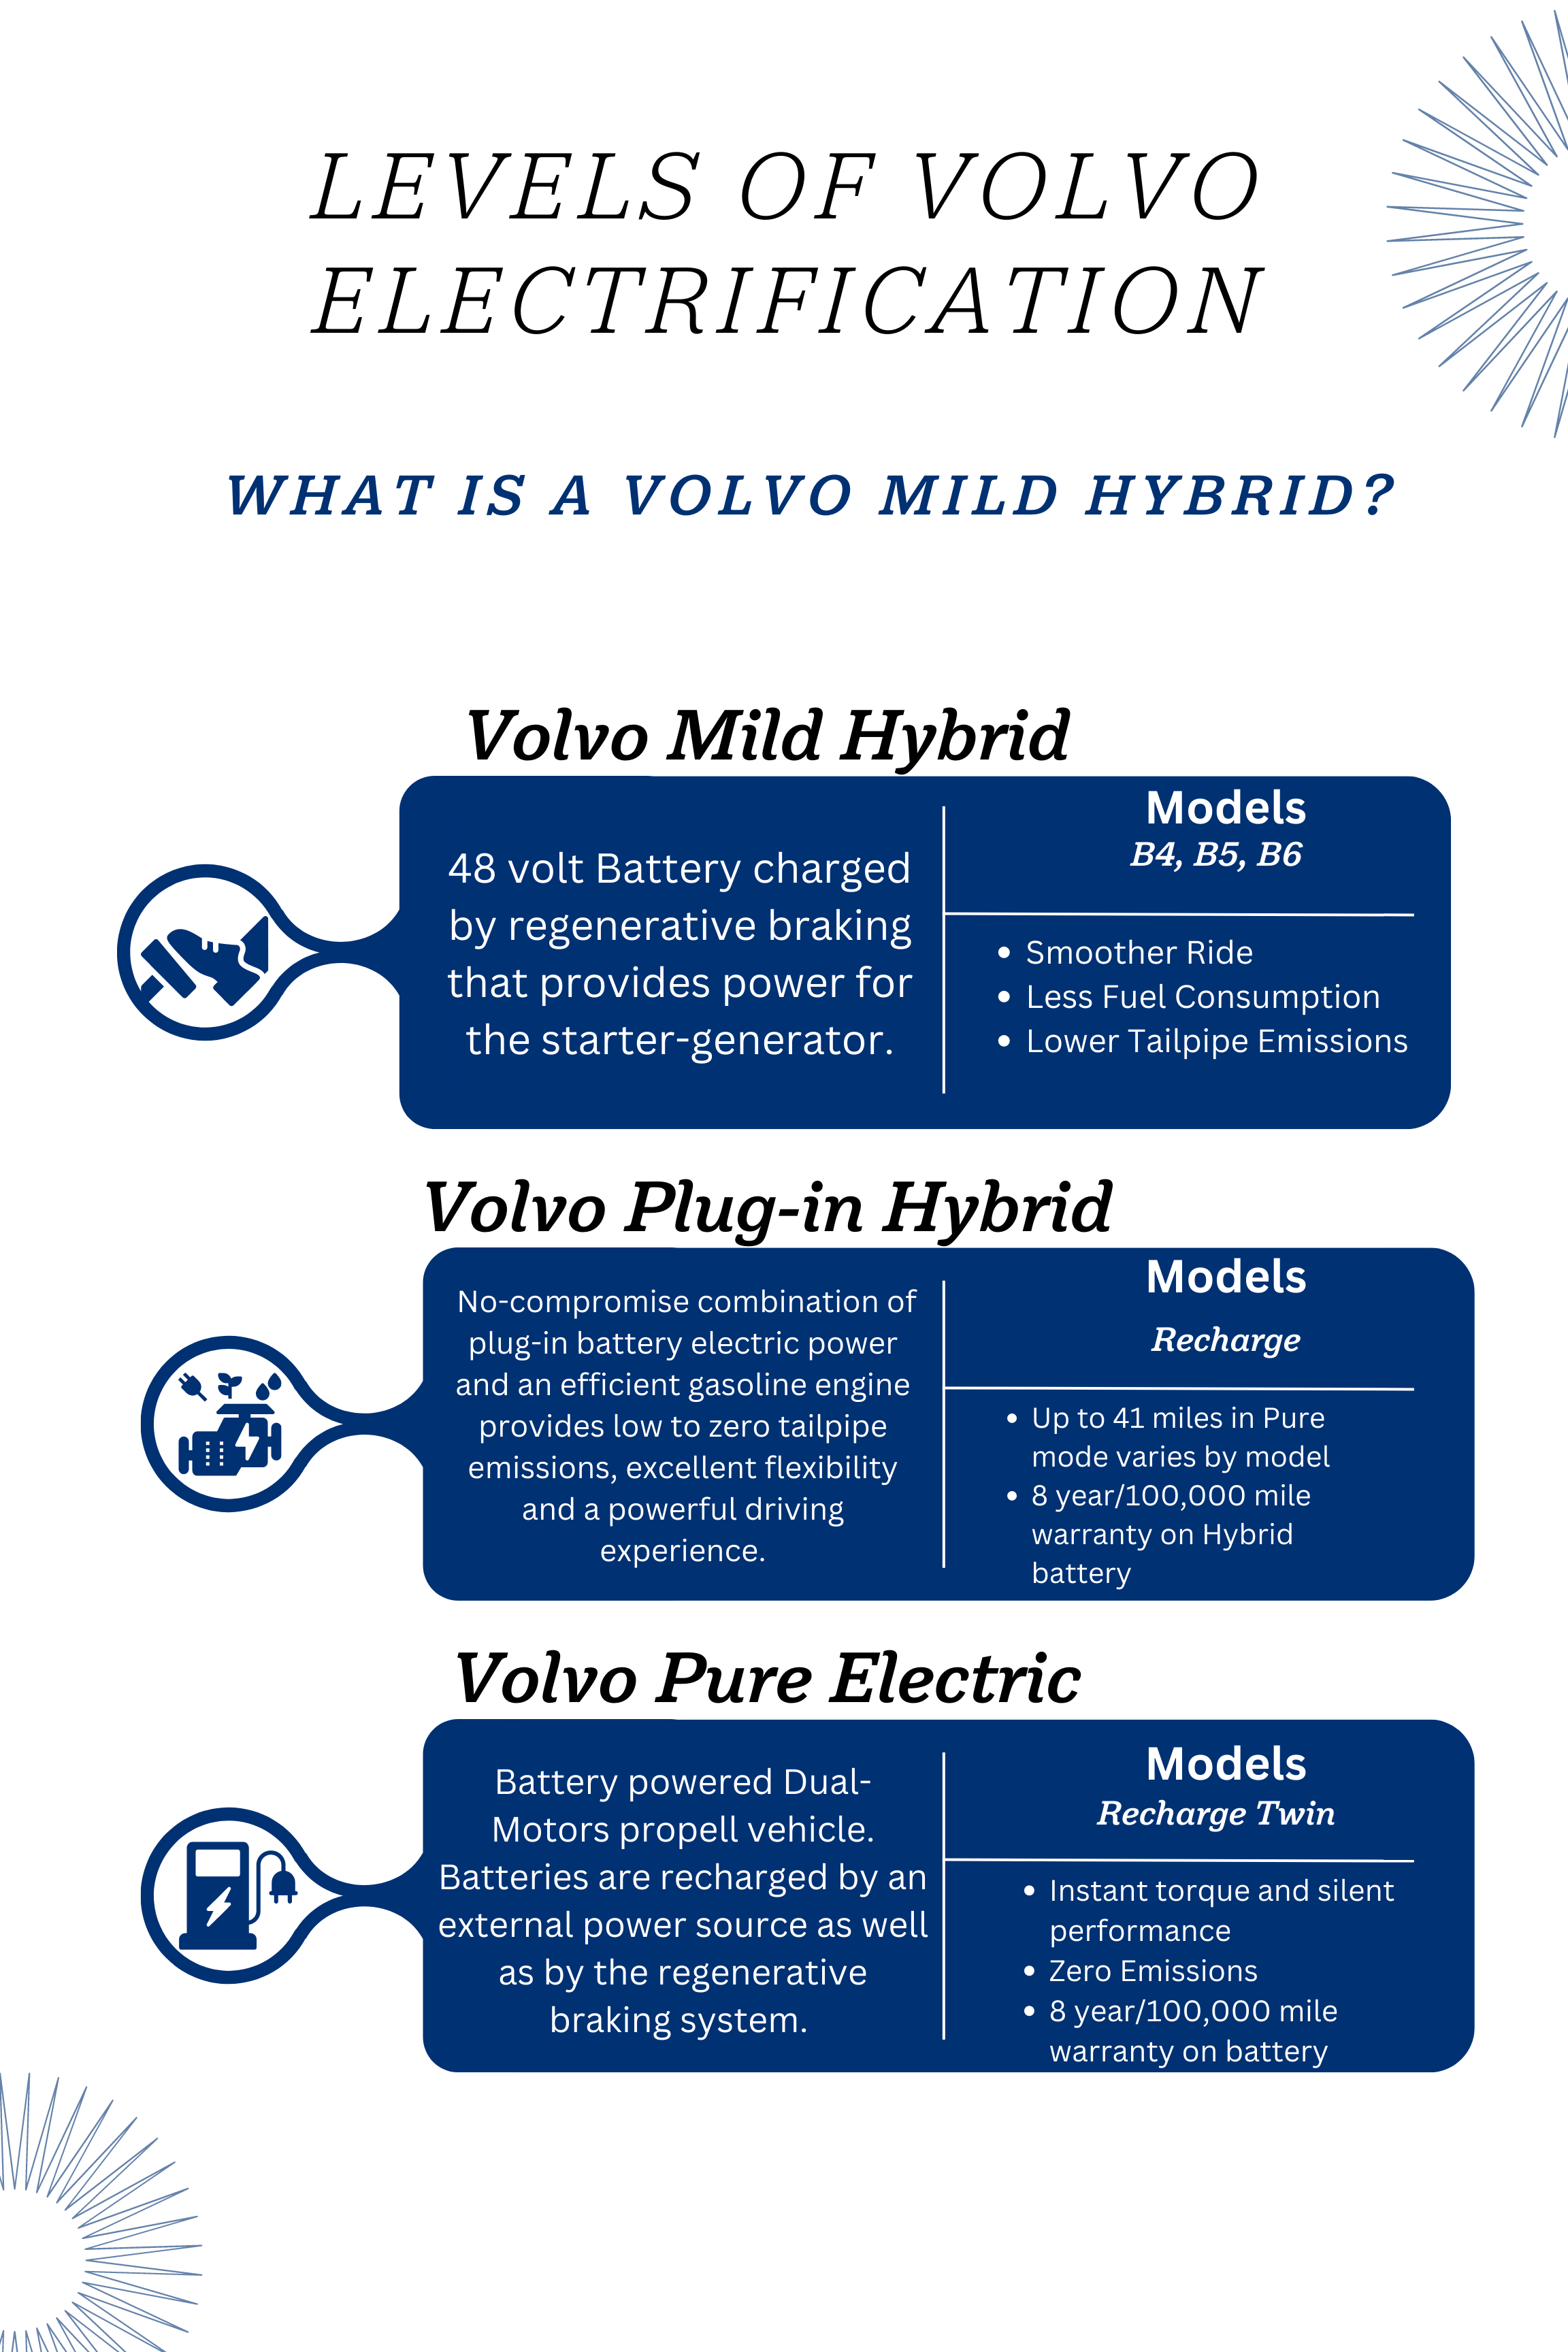 LEVELS OF VOLVO
ELECTRIFICATION
WHAT IS A VOLVO MILD HYBRID?
Volvo Mild Hybrid
48 volt Battery charged
by regenerative braking
that provides power for
the starter-generator.
Models
B4, B5, B6
• Smoother Ride
• Less Fuel Consumption
• Lower Tailpipe Emissions
Volvo Plug-in Hybrid
No-compromise combination of
plug-in battery electric power
and an efficient gasoline engine
provides low to zero tailpipe
emissions, excellent flexibility
and a powerful driving
experience.
Models
Recharge
• Up to 41 miles in Pure
mode varies by model
• 8 year/100,000 mile
warranty on Hybrid
battery
Volvo Pure Electric
Battery powered Dual-
Motors propell vehicle.
Batteries are recharged by an
external power source as well
as by the regenerative
braking system.
Models
Recharge Twin
• Instant torque and silent
performance
• Zero Emissions
• 8 year/100,000 mile
warranty on battery